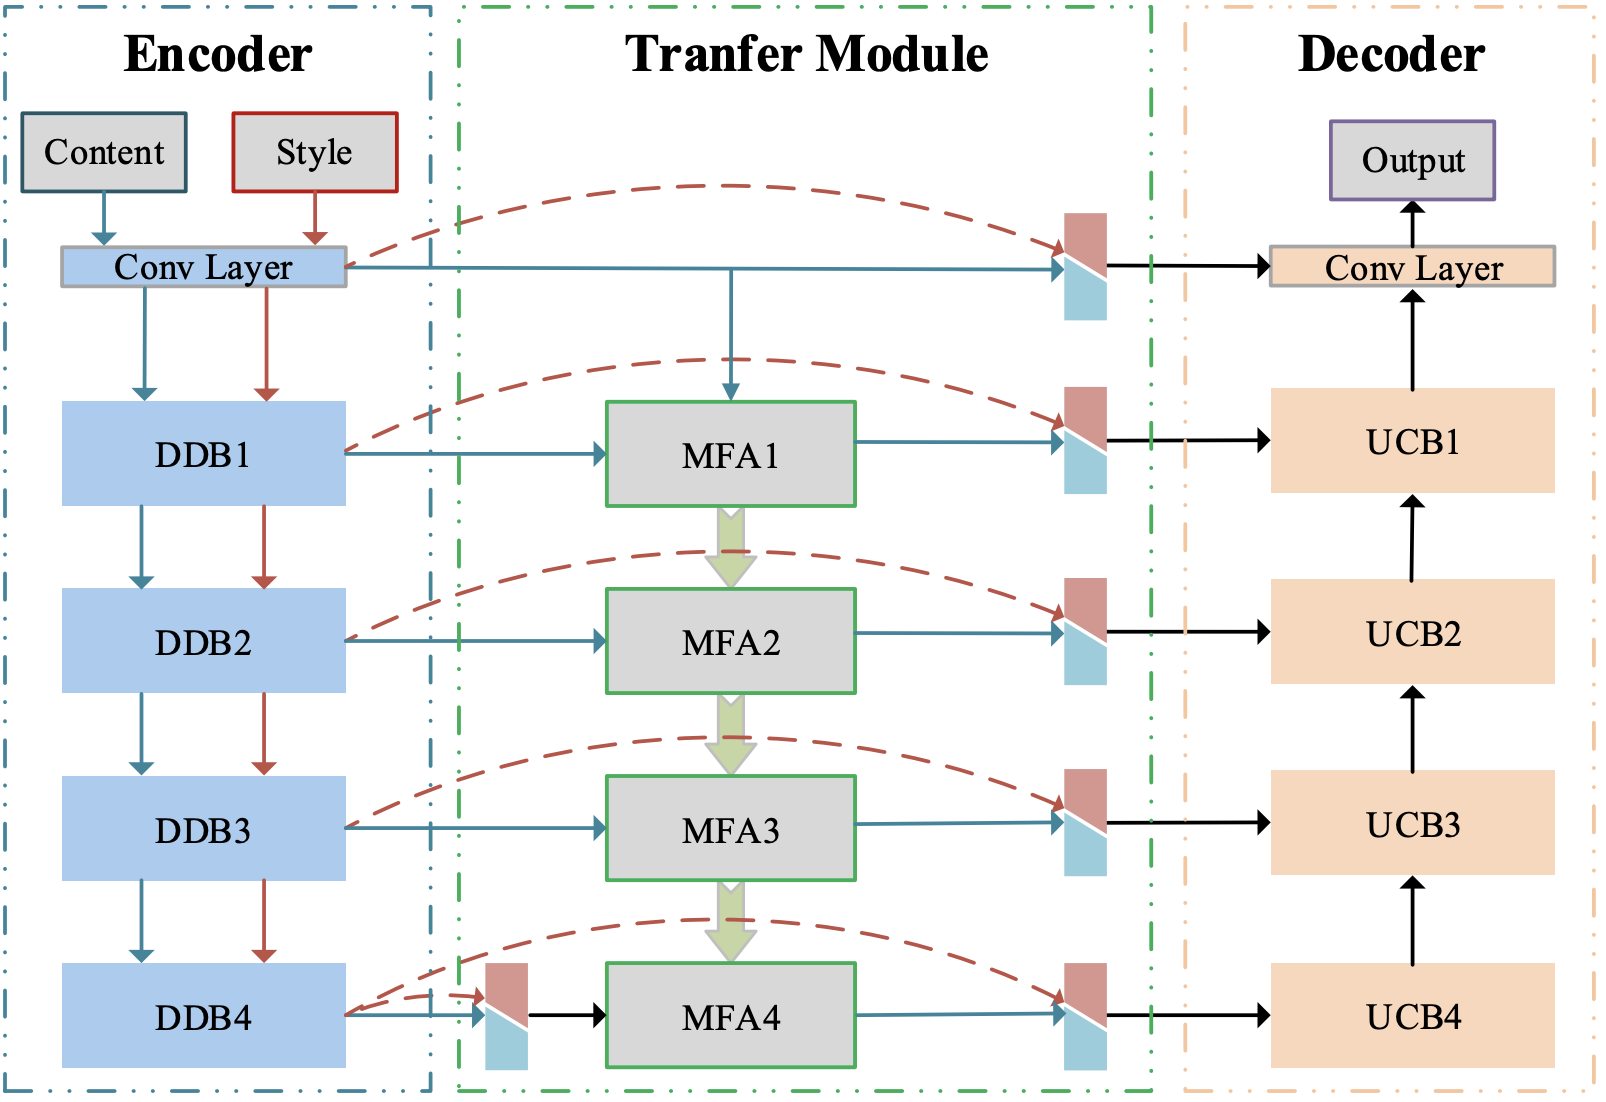 Encoder
Tranfer Module
Decoder
Content
Style
Output
Conv Layer
Conv Layer
DDB1
MFA1
UCB1
DDB2
MFA2
UCB2
DDB3
MFA3
UCB3
DDB4
MFA4
UCB4